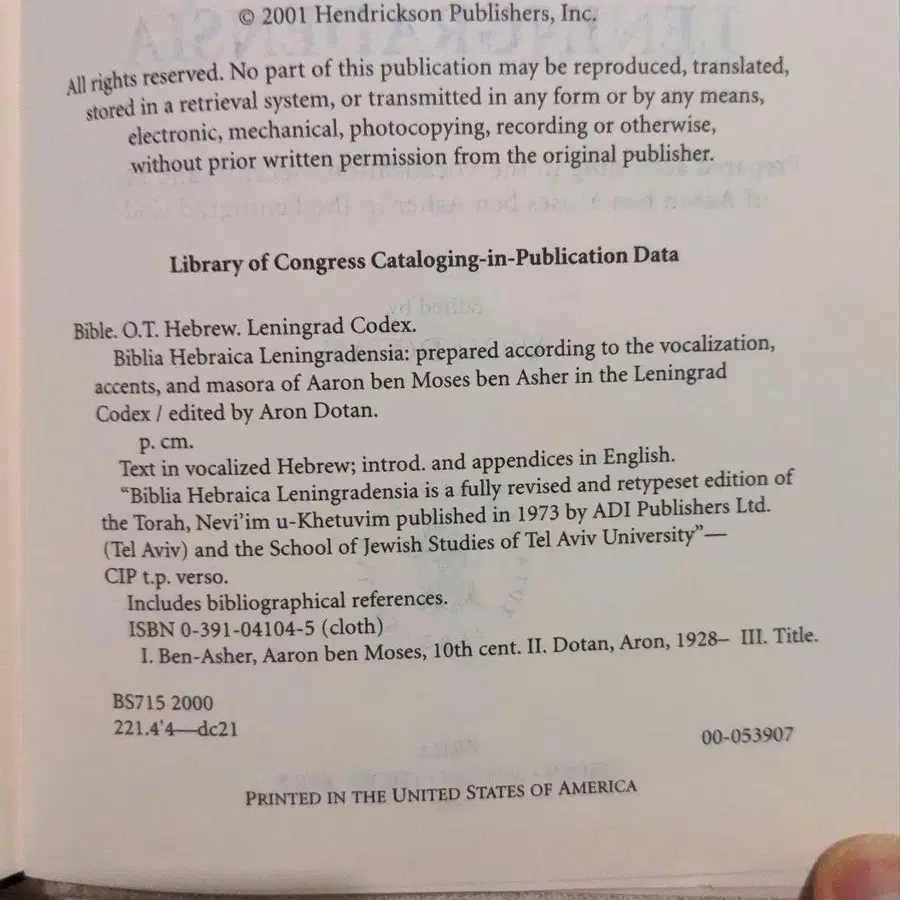 © 2001 Hendrickson Publishers, Inc.
All rights reserved. No part of this publication may be reproduced, translated,
stored in a retrieval system, or transmitted in any form or by any means,
electronic, mechanical, photocopying, recording or otherwise,
without prior written permission from the original publisher.
Library of Congress Cataloging-in-Publication Data
Bible. O.T. Hebrew. Leningrad Codex.
Biblia Hebraica Leningradensia: prepared according to the vocalization,
accents, and masora of Aaron ben Moses ben Asher in the Leningrad
Codex / edited by Aron Dotan.
p. cm.
Text in vocalized Hebrew; introd. and appendices in English.
“Biblia Hebraica Leningradensia is a fully revised and retypeset edition of
the Torah, Nevi’im u-Khetuvim published in 1973 by ADI Publishers Ltd.
(Tel Aviv) and the School of Jewish Studies of Tel Aviv University”—
CIP t.p. verso.
Includes bibliographical references.
ISBN 0-391-04104-5 (cloth)
I. Ben-Asher, Aaron ben Moses, 10th cent. II. Dotan, Aron, 1928– III. Title.
BS715 2000
221.4'4—dc21
00-053907
PRINTED IN THE UNITED STATES OF AMERICA